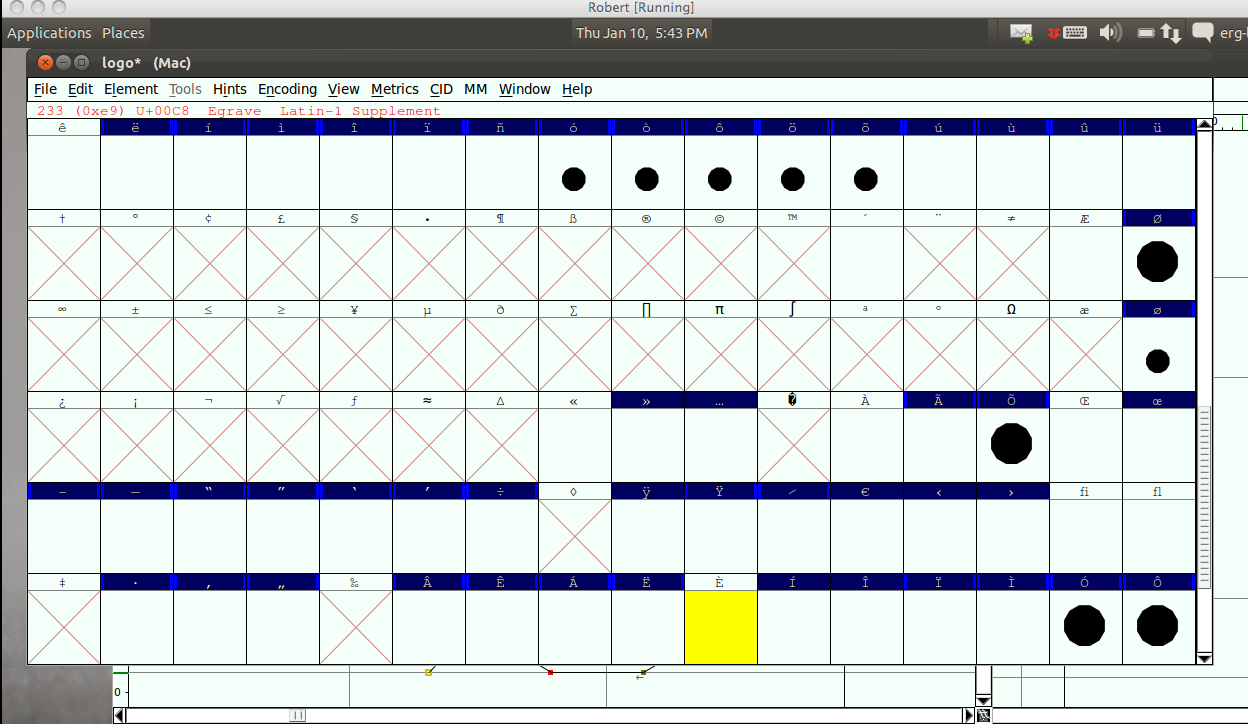 Robert [Running]
Applications Places Thu Jan 10, 5:43 PM erg-
logo* (Mac)
File Edit Element Tools Hints Encoding View Metrics CID MM Window Help
233 (0xe9) U+00C8 Egrave Latin-1 Supplement
ê ë í ì î ï ñ ó ò ô ö õ ú ù û ü
† ° ¢ £ § • ¶ ß ® © ™ ´ ¨ ≠ Æ Ø
∞ ± ≤ ≥ ¥ µ ð ∑ ∏ π ∫ ª º Ω æ ø
¿ ¡ ¬ √ ƒ ≈ ∆ « » … � À Ã Õ Œ œ
– — “ ” ‘ ’ ÷ ◊ ÿ Ÿ ⁄ € ‹ › fi fl
‡ · ‚ „ ‰ Â Ê Á Ë È Í Î Ï Ì Ó Ô
0